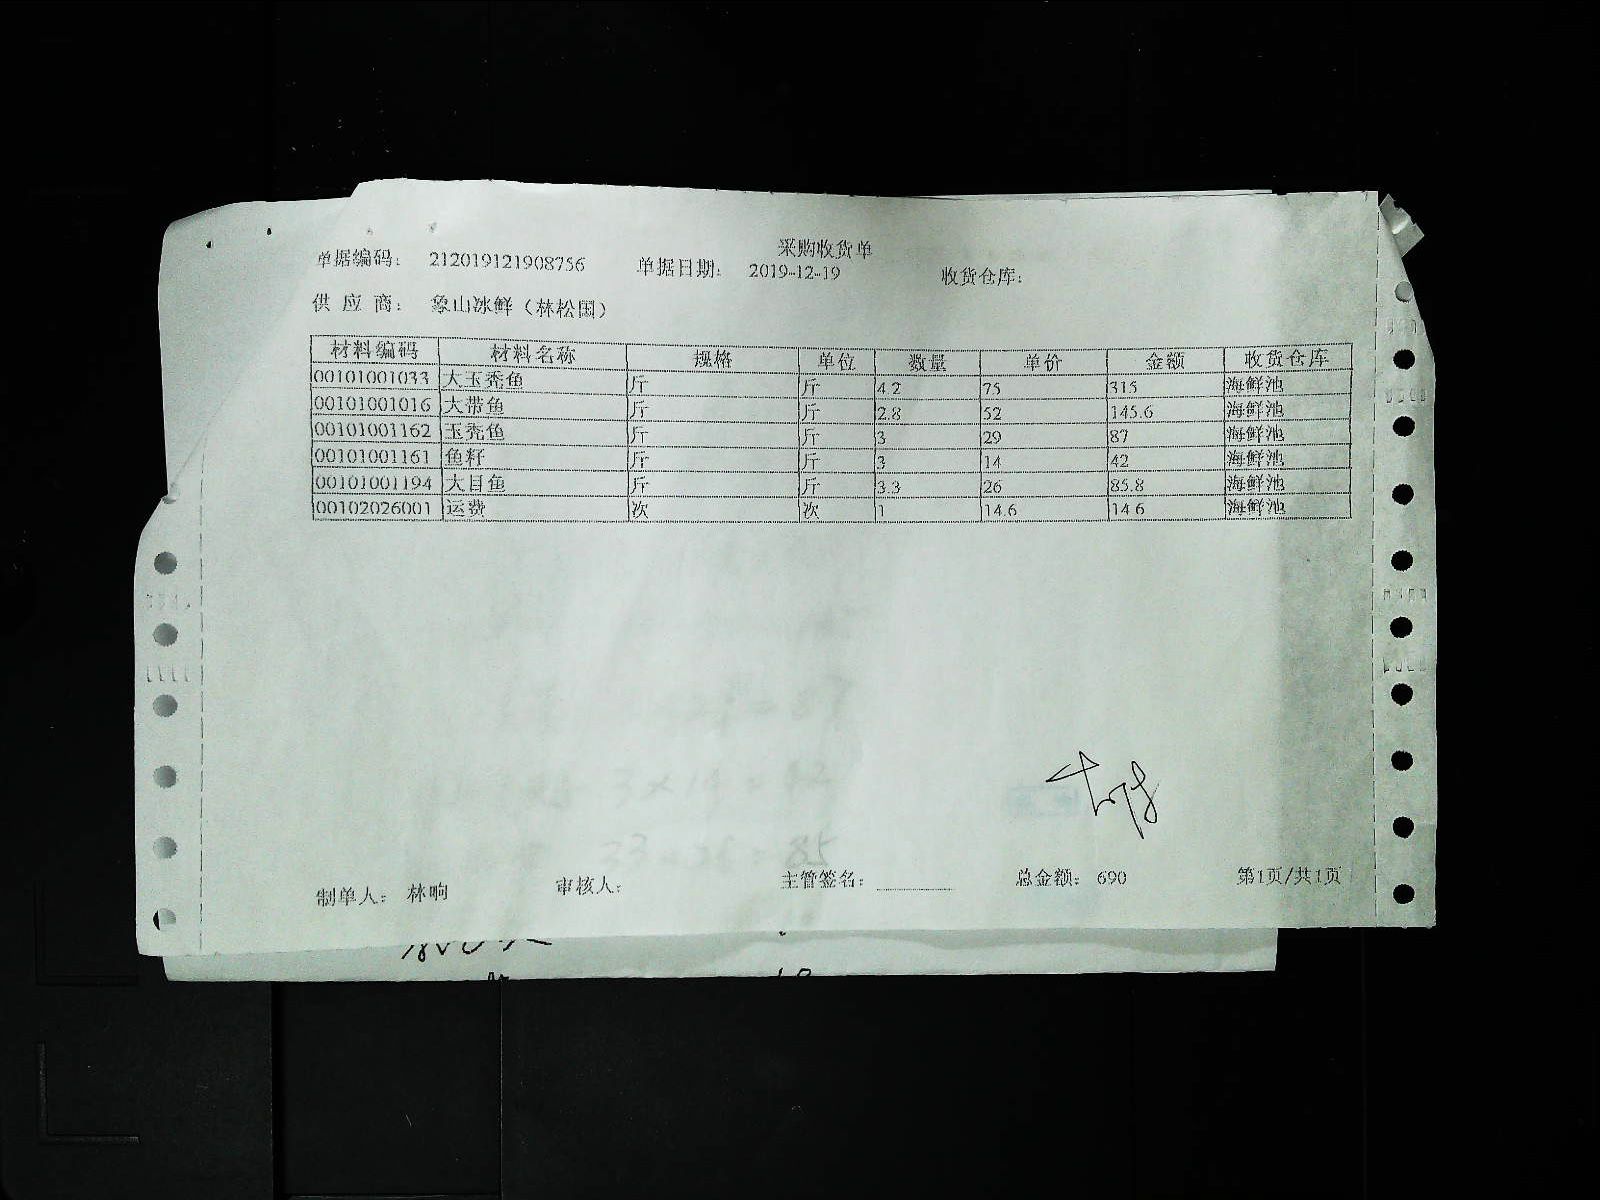 采购收货单
单据编码： 212019121908756 单据日期： 2019-12-19 收货仓库：
供 应 商： 象山冰鲜（林松国）
材料编码 材料名称 规格 单位 数量 单价 金额 收货仓库
00101001033 大玉秃鱼 斤 斤 4.2 75 315 海鲜池
00101001016 大带鱼 斤 斤 2.8 52 145.6 海鲜池
00101001162 玉秃鱼 斤 斤 3 29 87 海鲜池
00101001161 鱼籽 斤 斤 3 14 42 海鲜池
00101001194 大目鱼 斤 斤 3.3 26 85.8 海鲜池
00102026001 运费 次 次 1 14.6 14.6 海鲜池
3×14=42
制单人： 林响 审核人： 主管签名： 总金额： 690 第1页/共1页